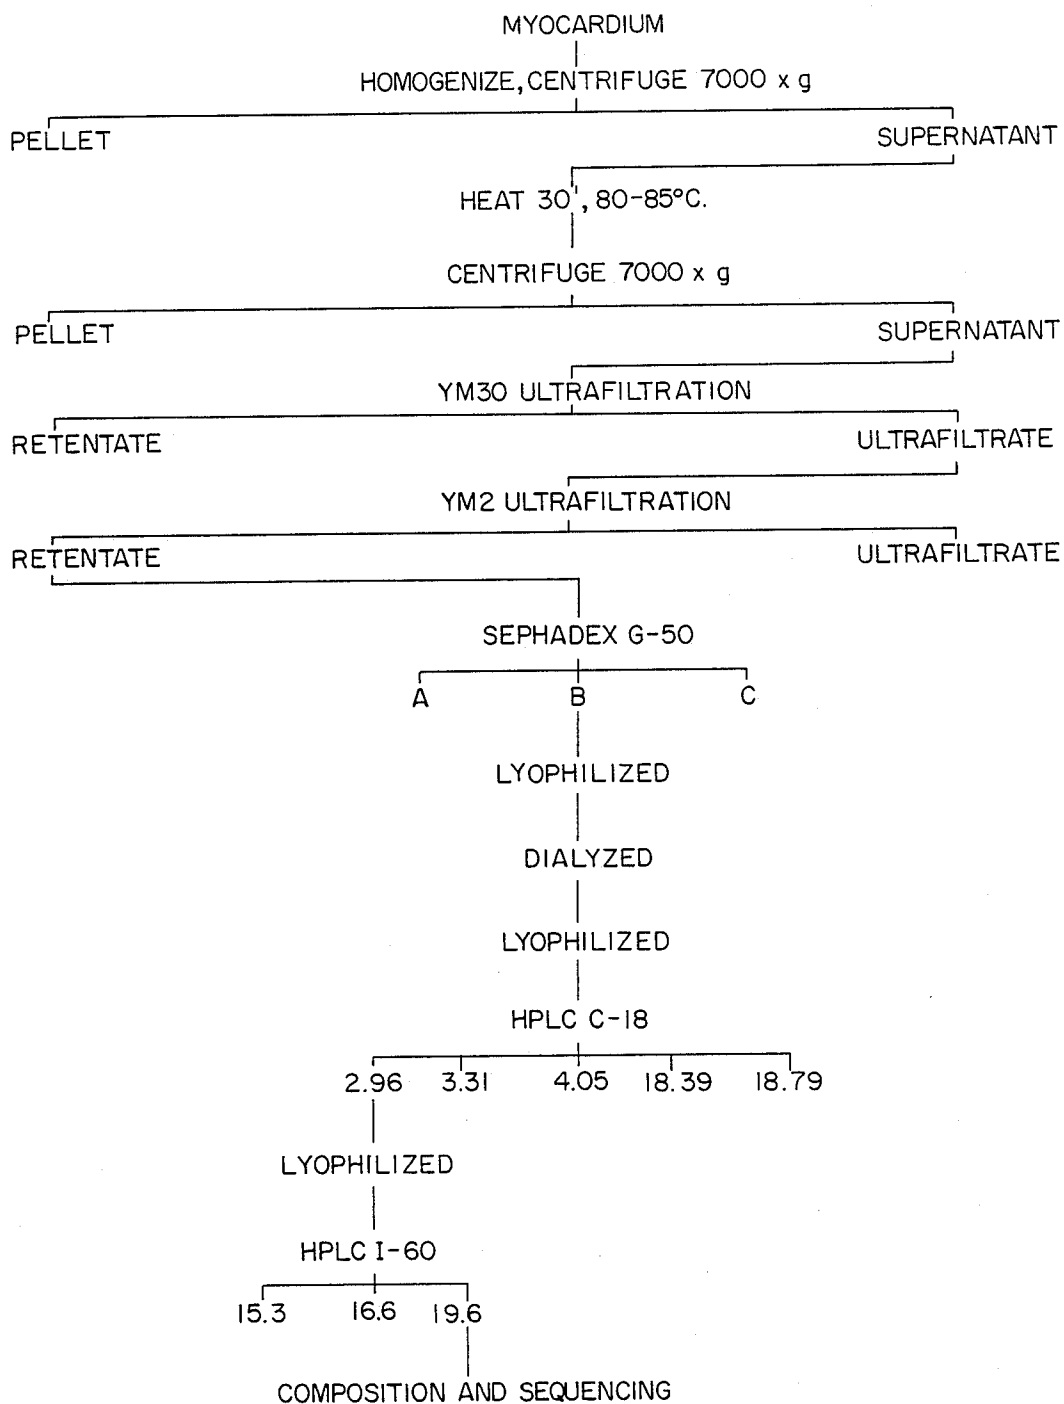 MYOCARDIUM
HOMOGENIZE, CENTRIFUGE 7000 x g
PELLET SUPERNATANT
HEAT 30', 80-85°C.
CENTRIFUGE 7000 x g
PELLET SUPERNATANT
YM30 ULTRAFILTRATION
RETENTATE ULTRAFILTRATE
YM2 ULTRAFILTRATION
RETENTATE ULTRAFILTRATE
SEPHADEX G-50
A B C
LYOPHILIZED
DIALYZED
LYOPHILIZED
HPLC C-18
2.96 3.31 4.05 18.39 18.79
LYOPHILIZED
HPLC I-60
15.3 16.6 19.6
COMPOSITION AND SEQUENCING